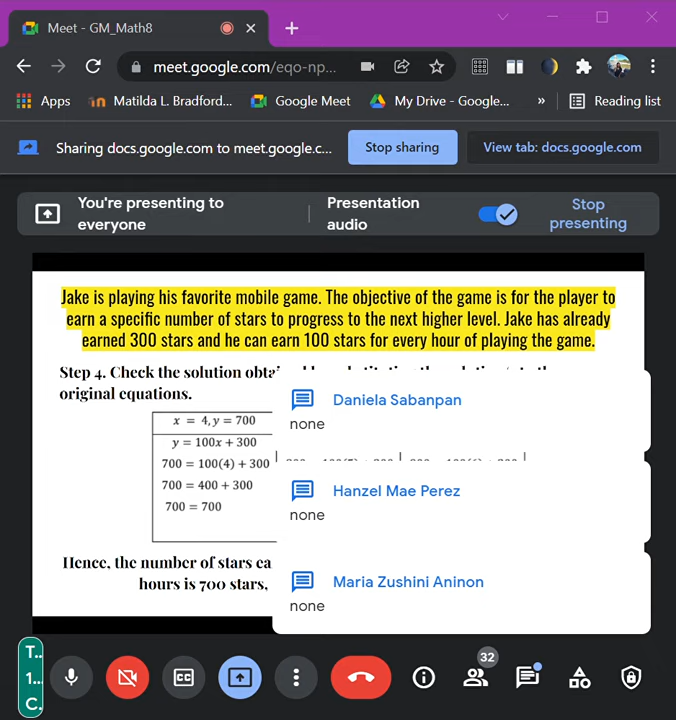 Meet - GM_Math8
meet.google.com/eqo-np...
Apps
Matilda L. Bradford...
Google Meet
My Drive - Google...
»
Reading list
Sharing docs.google.com to meet.google.c...
Stop sharing
View tab: docs.google.com
You're presenting to
everyone
Presentation
audio
Stop
presenting
Jake is playing his favorite mobile game. The objective of the game is for the player to
earn a specific number of stars to progress to the next higher level. Jake has already
earned 300 stars and he can earn 100 stars for every hour of playing the game.
Step 4. Check the solution
original equations.
x = 4, y = 700
y = 100x + 300
700 = 100(4) + 300
700 = 400 + 300
700 = 700
Hence, the number of stars
hours is 700 stars,
Daniela Sabanpan
none
Hanzel Mae Perez
none
Maria Zushini Aninon
none
T..
1...
C.
CC
32